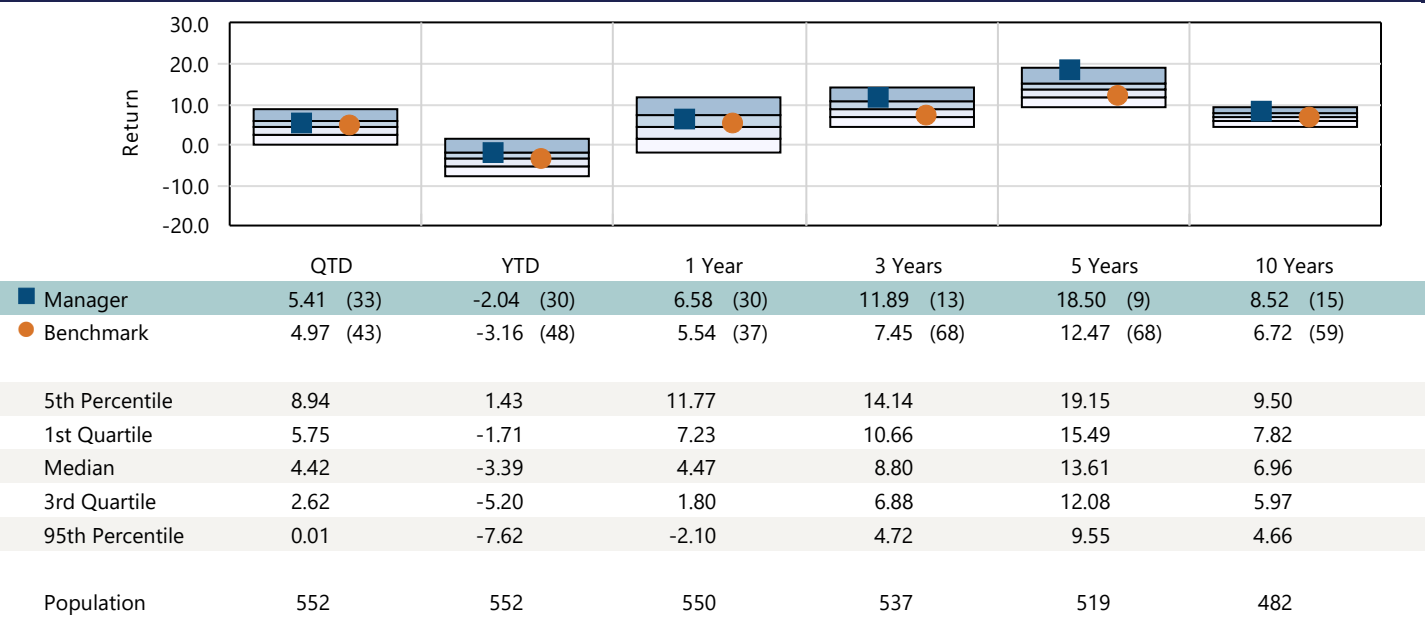 30.0
20.0
10.0
0.0
-10.0
-20.0
Return
QTD YTD 1 Year 3 Years 5 Years 10 Years
Manager 5.41 (33) -2.04 (30) 6.58 (30) 11.89 (13) 18.50 (9) 8.52 (15)
Benchmark 4.97 (43) -3.16 (48) 5.54 (37) 7.45 (68) 12.47 (68) 6.72 (59)
5th Percentile 8.94 1.43 11.77 14.14 19.15 9.50
1st Quartile 5.75 -1.71 7.23 10.66 15.49 7.82
Median 4.42 -3.39 4.47 8.80 13.61 6.96
3rd Quartile 2.62 -5.20 1.80 6.88 12.08 5.97
95th Percentile 0.01 -7.62 -2.10 4.72 9.55 4.66
Population 552 552 550 537 519 482